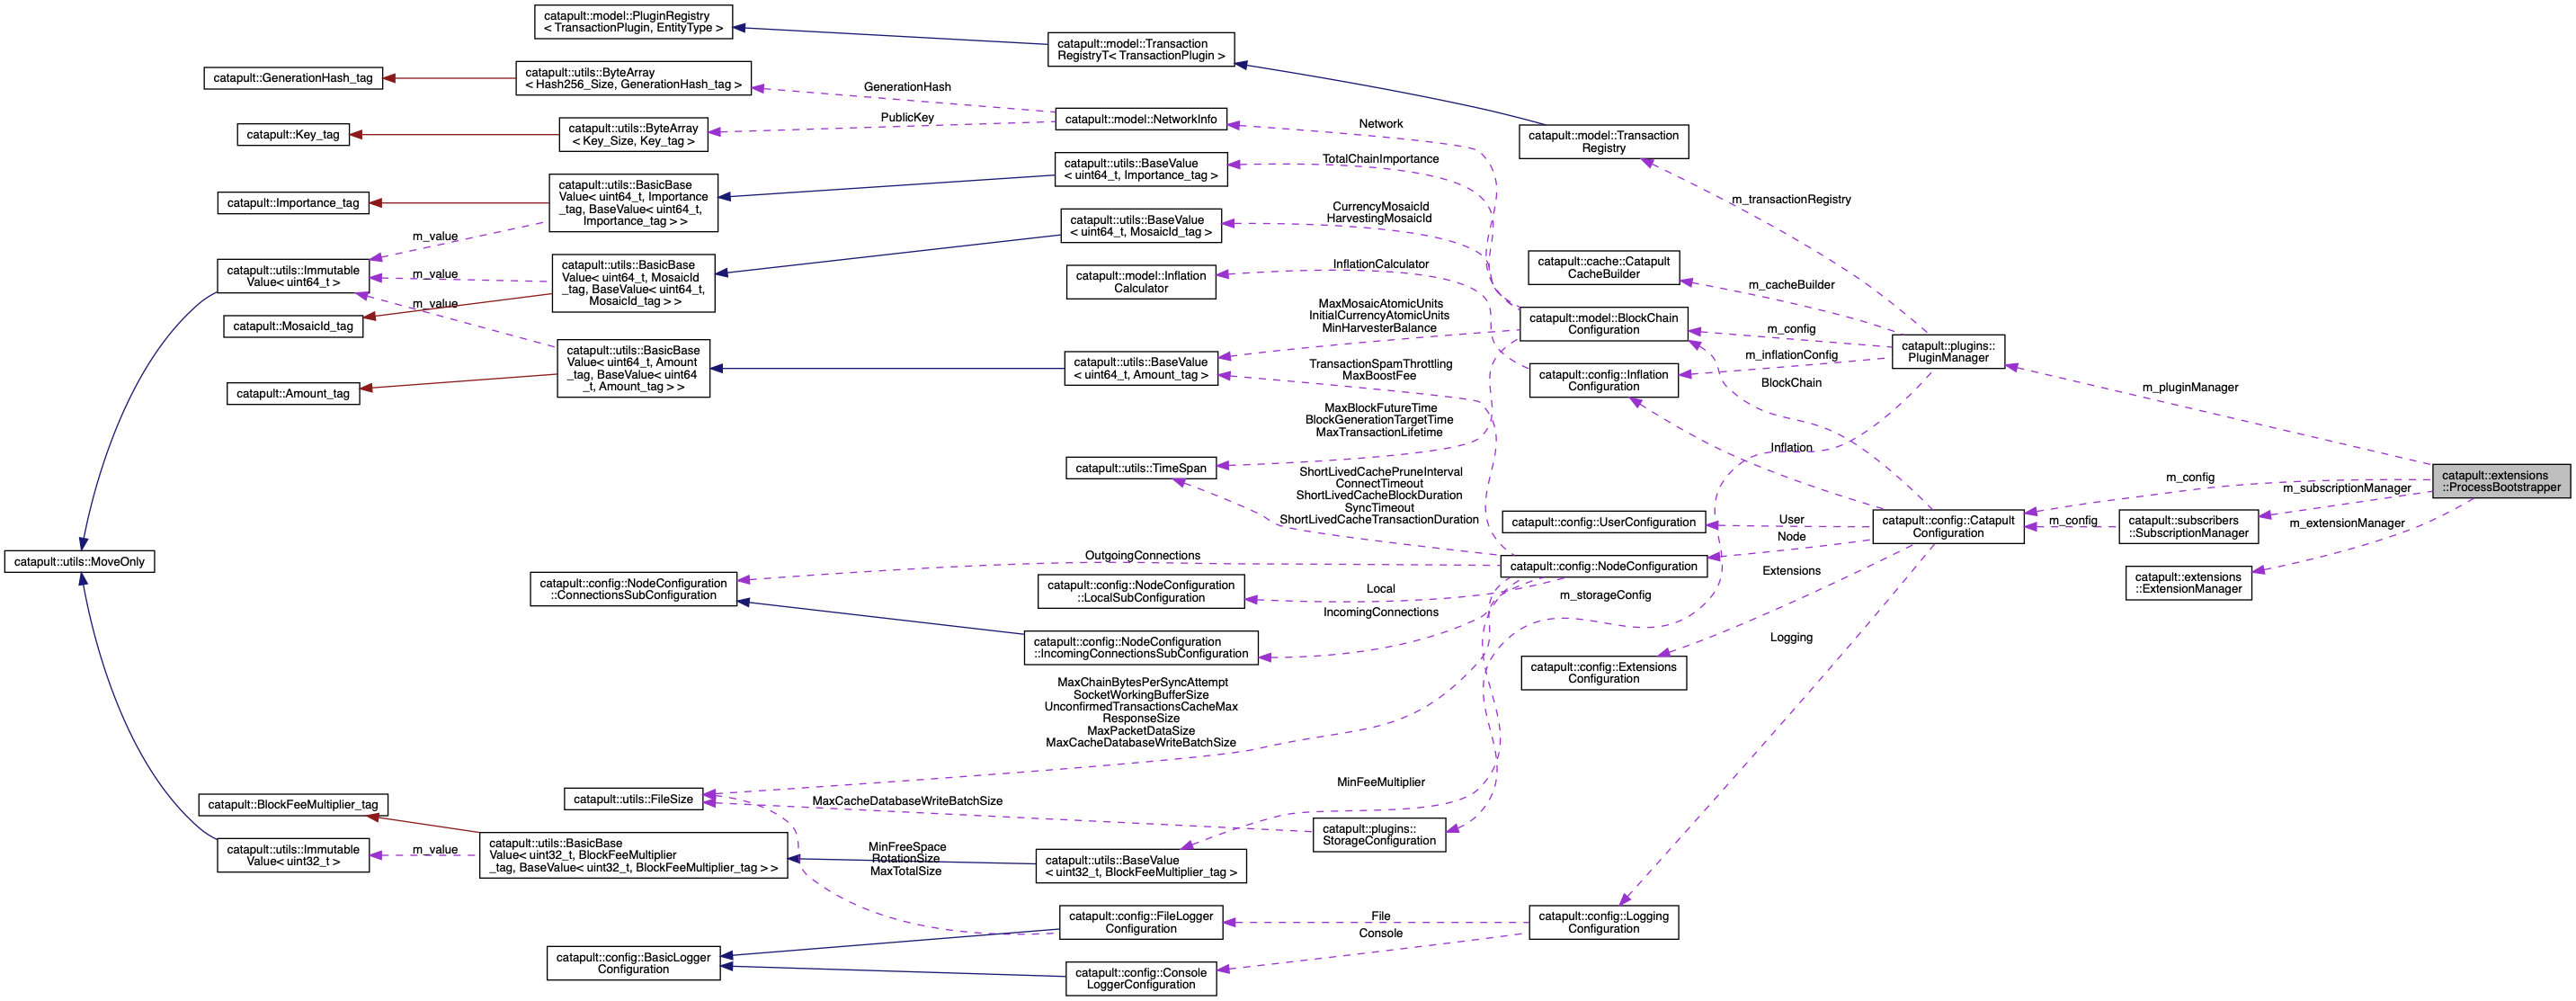 catapult::model::PluginRegistry
< TransactionPlugin, EntityType >
catapult::model::Transaction
RegistryT< TransactionPlugin >
catapult::GenerationHash_tag
catapult::utils::ByteArray
< Hash256_Size, GenerationHash_tag >
GenerationHash
catapult::Key_tag
catapult::utils::ByteArray
< Key_Size, Key_tag >
PublicKey
catapult::model::NetworkInfo
Network
catapult::model::Transaction
Registry
TotalChainImportance
catapult::utils::BaseValue
< uint64_t, Importance_tag >
catapult::Importance_tag
catapult::utils::BasicBase
Value< uint64_t, Importance
_tag, BaseValue< uint64_t,
Importance_tag > >
m_transactionRegistry
CurrencyMosaicId
HarvestingMosaicId
catapult::utils::BaseValue
< uint64_t, MosaicId_tag >
m_value
catapult::utils::Immutable
Value< uint64_t >
m_value
catapult::utils::BasicBase
Value< uint64_t, MosaicId
_tag, BaseValue< uint64_t,
MosaicId_tag > >
catapult::model::Inflation
Calculator
InflationCalculator
catapult::cache::Catapult
CacheBuilder
m_cacheBuilder
m_value
catapult::MosaicId_tag
MaxMosaicAtomicUnits
InitialCurrencyAtomicUnits
MinHarvesterBalance
catapult::model::BlockChain
Configuration
m_config
catapult::plugins::
PluginManager
catapult::utils::BasicBase
Value< uint64_t, Amount
_tag, BaseValue< uint64
_t, Amount_tag > >
catapult::utils::BaseValue
< uint64_t, Amount_tag >
TransactionSpamThrottling
MaxBoostFee
m_inflationConfig
catapult::config::Inflation
Configuration
BlockChain
catapult::Amount_tag
m_pluginManager
MaxBlockFutureTime
BlockGenerationTargetTime
MaxTransactionLifetime
Inflation
catapult::utils::TimeSpan
ShortLivedCachePruneInterval
ConnectTimeout
ShortLivedCacheBlockDuration
SyncTimeout
ShortLivedCacheTransactionDuration
m_config
m_subscriptionManager
catapult::extensions
::ProcessBootstrapper
catapult::config::UserConfiguration
User
catapult::config::Catapult
Configuration
m_config
catapult::subscribers
::SubscriptionManager
m_extensionManager
Node
catapult::utils::MoveOnly
OutgoingConnections
catapult::config::NodeConfiguration
Extensions
catapult::extensions
::ExtensionManager
catapult::config::NodeConfiguration
::ConnectionsSubConfiguration
catapult::config::NodeConfiguration
::LocalSubConfiguration
Local
m_storageConfig
IncomingConnections
catapult::config::NodeConfiguration
::IncomingConnectionsSubConfiguration
Logging
catapult::config::Extensions
Configuration
MaxChainBytesPerSyncAttempt
SocketWorkingBufferSize
UnconfirmedTransactionsCacheMax
ResponseSize
MaxPacketDataSize
MaxCacheDatabaseWriteBatchSize
MinFeeMultiplier
catapult::utils::FileSize
MaxCacheDatabaseWriteBatchSize
catapult::BlockFeeMultiplier_tag
catapult::plugins::
StorageConfiguration
catapult::utils::Immutable
Value< uint32_t >
m_value
catapult::utils::BasicBase
Value< uint32_t, BlockFeeMultiplier
_tag, BaseValue< uint32_t, BlockFeeMultiplier_tag > >
MinFreeSpace
RotationSize
MaxTotalSize
catapult::utils::BaseValue
< uint32_t, BlockFeeMultiplier_tag >
catapult::config::FileLogger
Configuration
File
catapult::config::Logging
Configuration
Console
catapult::config::BasicLogger
Configuration
catapult::config::Console
LoggerConfiguration